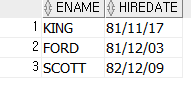 ENAME HIREDATE
1 KING 81/11/17
2 FORD 81/12/03
3 SCOTT 82/12/09